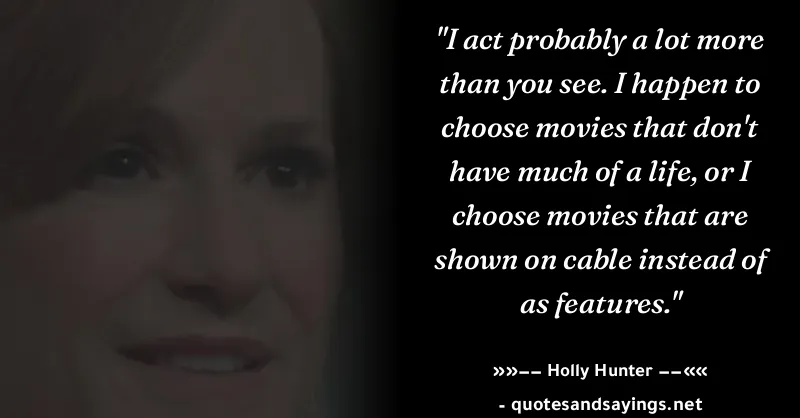 "I act probably a lot more
than you see. I happen to
choose movies that don't
have much of a life, or I
choose movies that are
shown on cable instead of
as features."
»»−− Holly Hunter −−««
- quotesandsayings.net